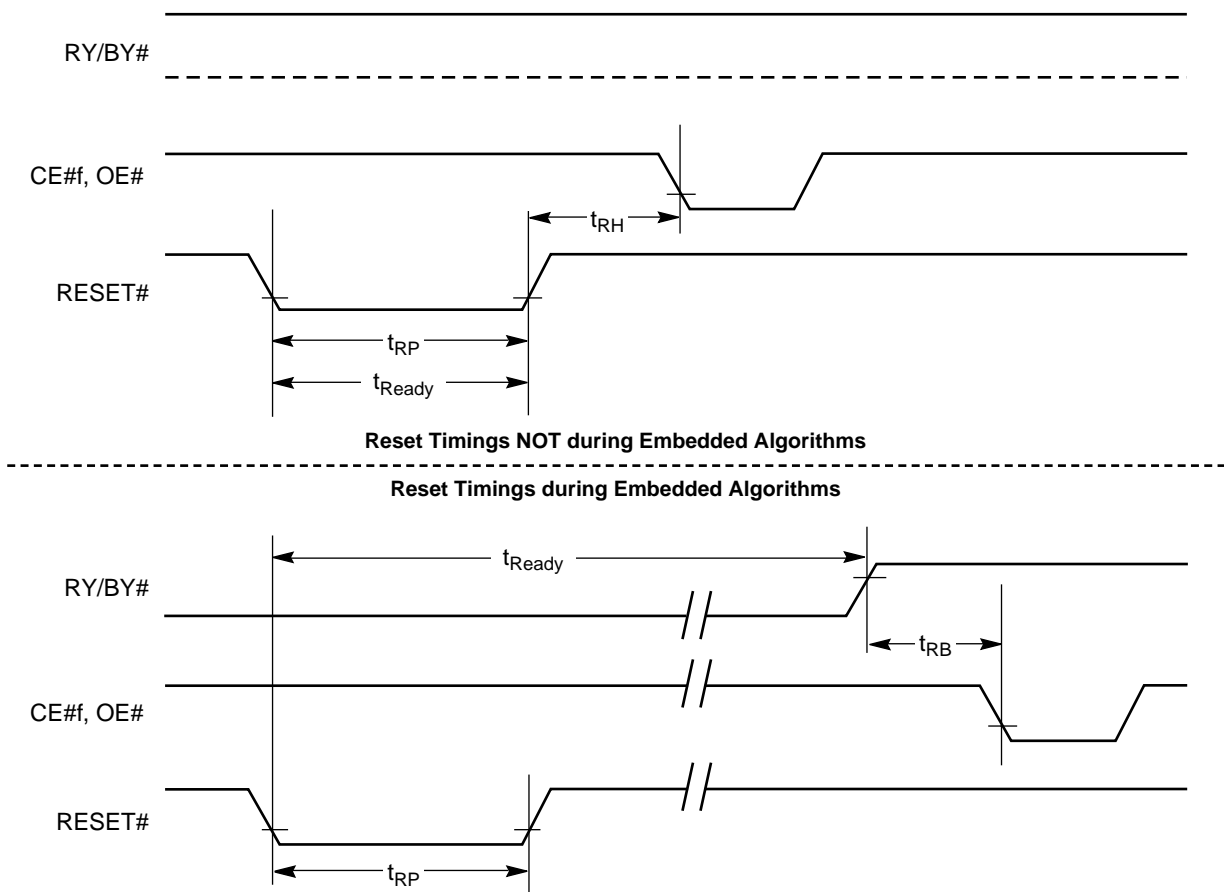 RY/BY#
CE#f, OE#
tRH
RESET#
tRP
tReady
Reset Timings NOT during Embedded Algorithms
Reset Timings during Embedded Algorithms
tReady
RY/BY#
tRB
CE#f, OE#
RESET#
tRP